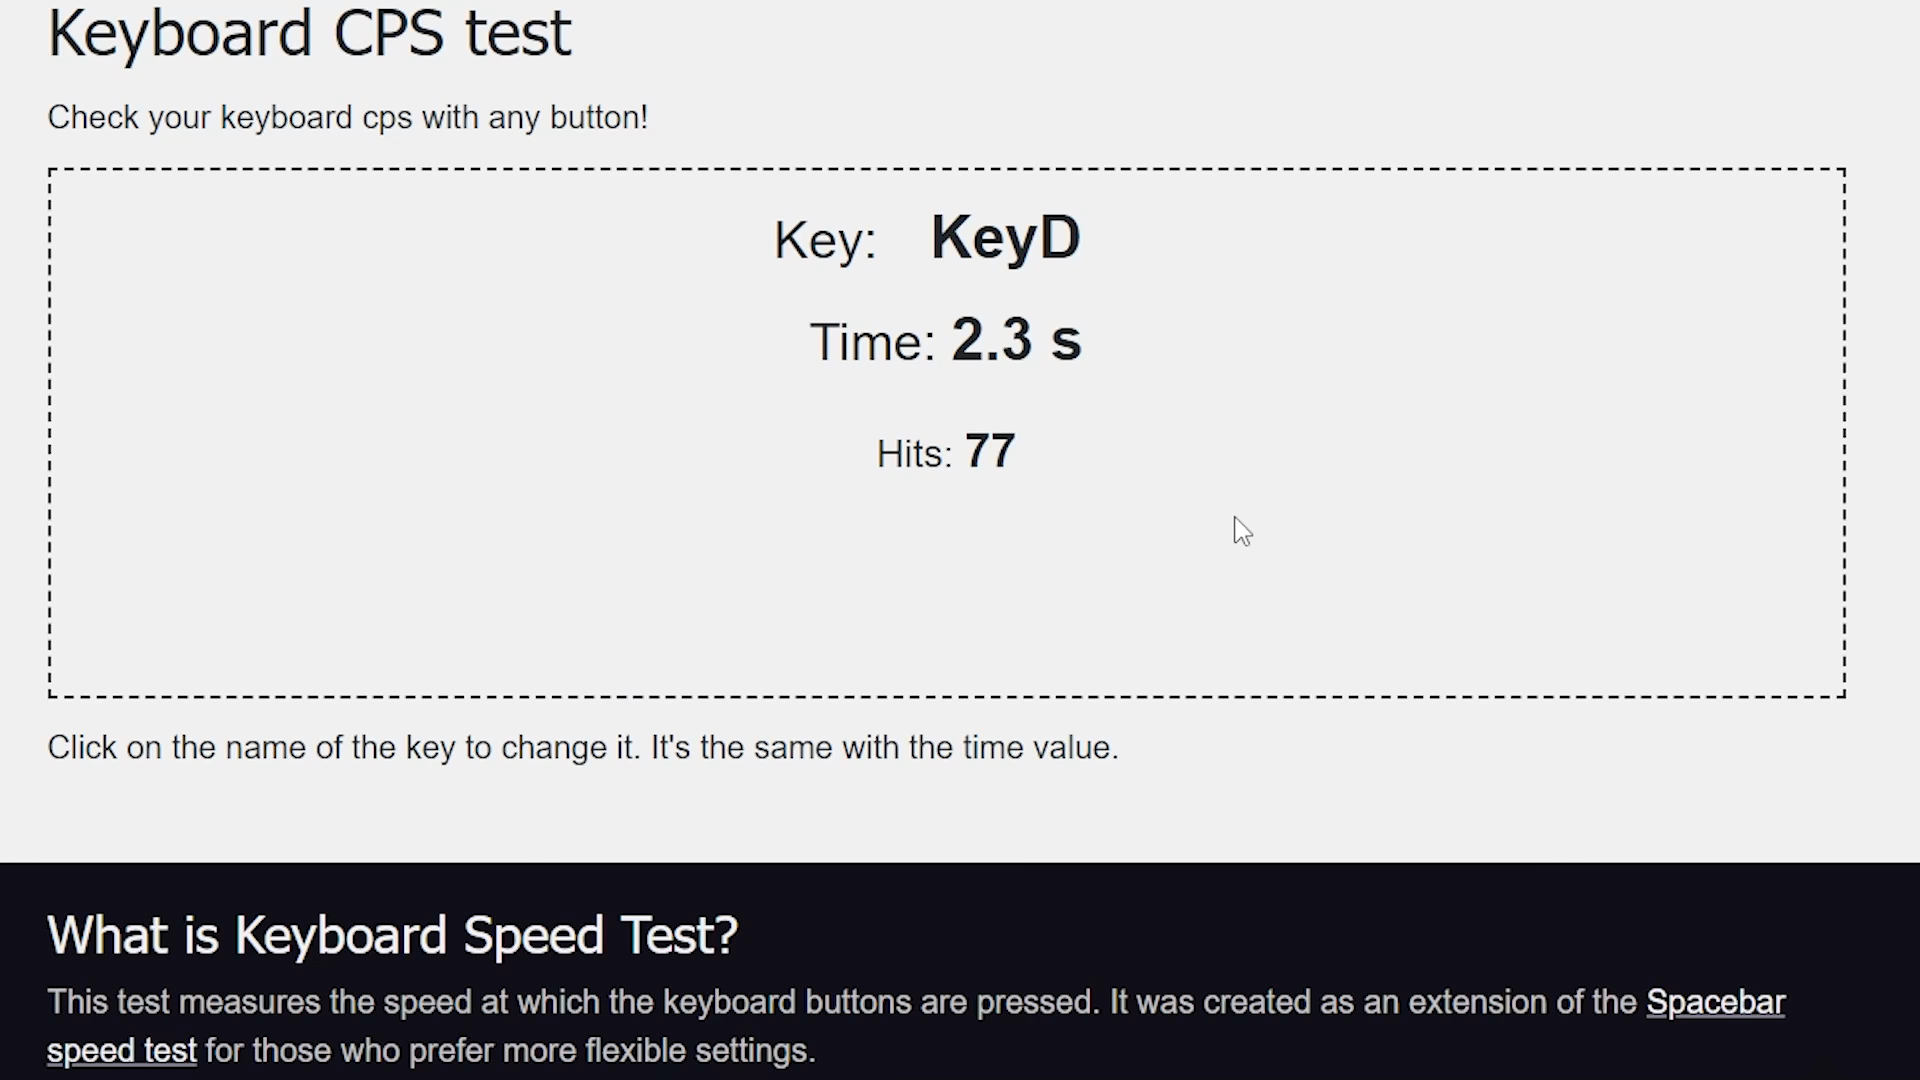 Keyboard CPS test
Check your keyboard cps with any button!
Key: KeyD
Time: 2.3 s
Hits: 77
Click on the name of the key to change it. It's the same with the time value.
What is Keyboard Speed Test?
This test measures the speed at which the keyboard buttons are pressed. It was created as an extension of the Spacebar
speed test for those who prefer more flexible settings.